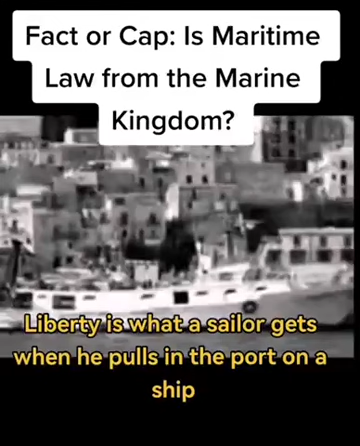 Fact or Cap: Is Maritime
Law from the Marine
Kingdom?
Liberty is what a sailor gets
when he pulls in the port on a
ship